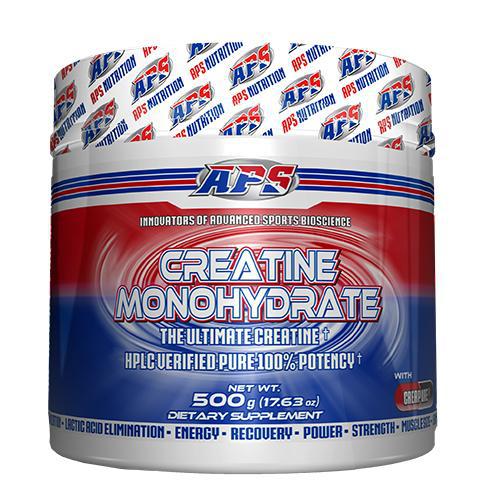 APS NUTRITION
APS
INNOVATORS OF ADVANCED SPORTS BIOSCIENCE
CREATINE
MONOHYDRATE
THE ULTIMATE CREATINE†
HPLC VERIFIED PURE 100% POTENCY†
NET WT.
500g (17.63 oz)
DIETARY SUPPLEMENT
WITH
CREAPURE
- LACTIC ACID ELIMINATION - ENERGY - RECOVERY - POWER - STRENGTH -